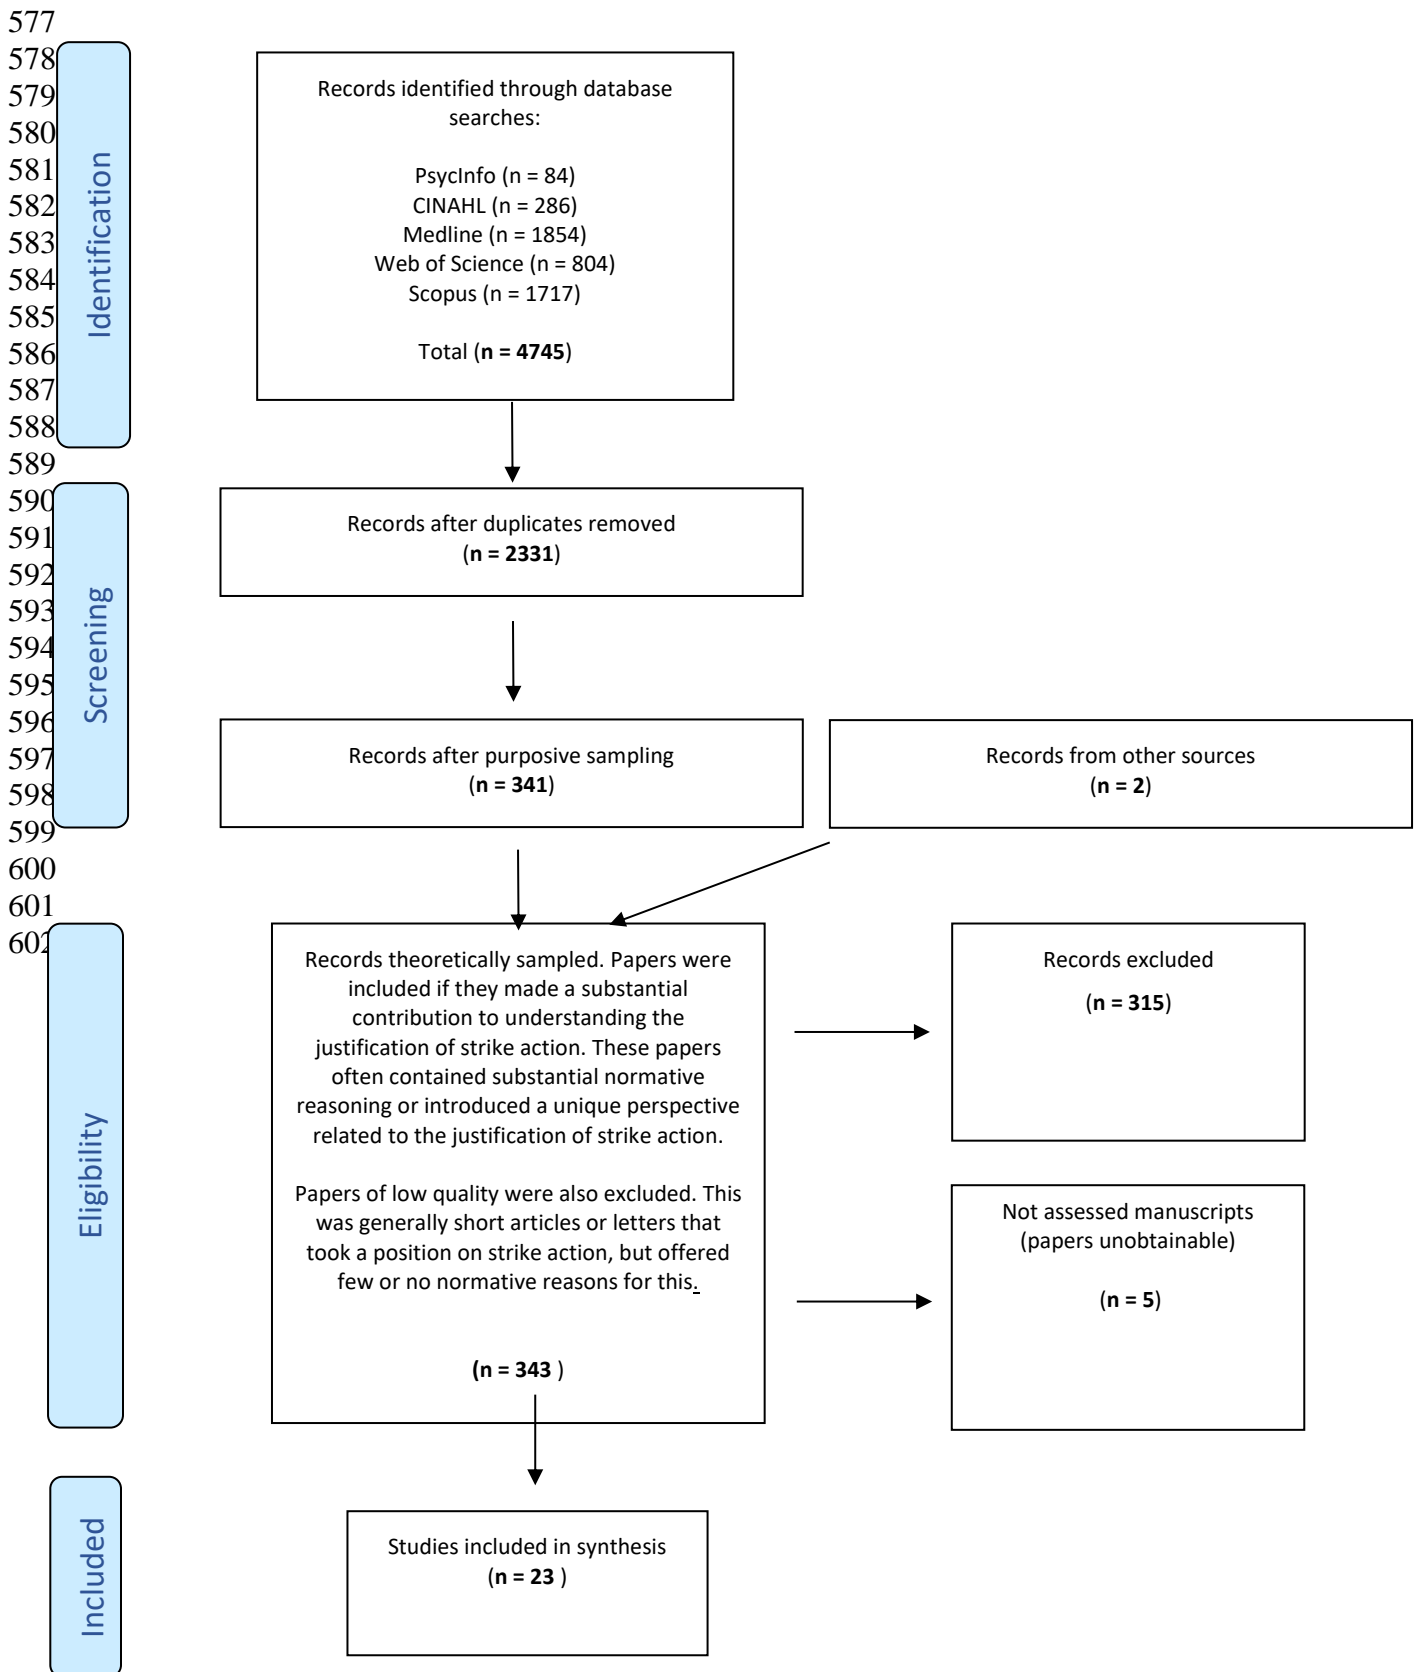 577
578
579
580
581
582
583
584
585
586
587
588
589
590
591
592
593
594
595
596
597
598
599
600
601
602
Identification
Records identified through database
searches:
PsycInfo (n = 84)
CINAHL (n = 286)
Medline (n = 1854)
Web of Science (n = 804)
Scopus (n = 1717)
Total (n = 4745)
Screening
Records after duplicates removed
(n = 2331)
Records after purposive sampling
(n = 341)
Records from other sources
(n = 2)
Eligibility
Records theoretically sampled. Papers were
included if they made a substantial
contribution to understanding the
justification of strike action. These papers
often contained substantial normative
reasoning or introduced a unique perspective
related to the justification of strike action.
Papers of low quality were also excluded. This
was generally short articles or letters that
took a position on strike action, but offered
few or no normative reasons for this.
(n = 343 )
Records excluded
(n = 315)
Not assessed manuscripts
(papers unobtainable)
(n = 5)
Included
Studies included in synthesis
(n = 23 )